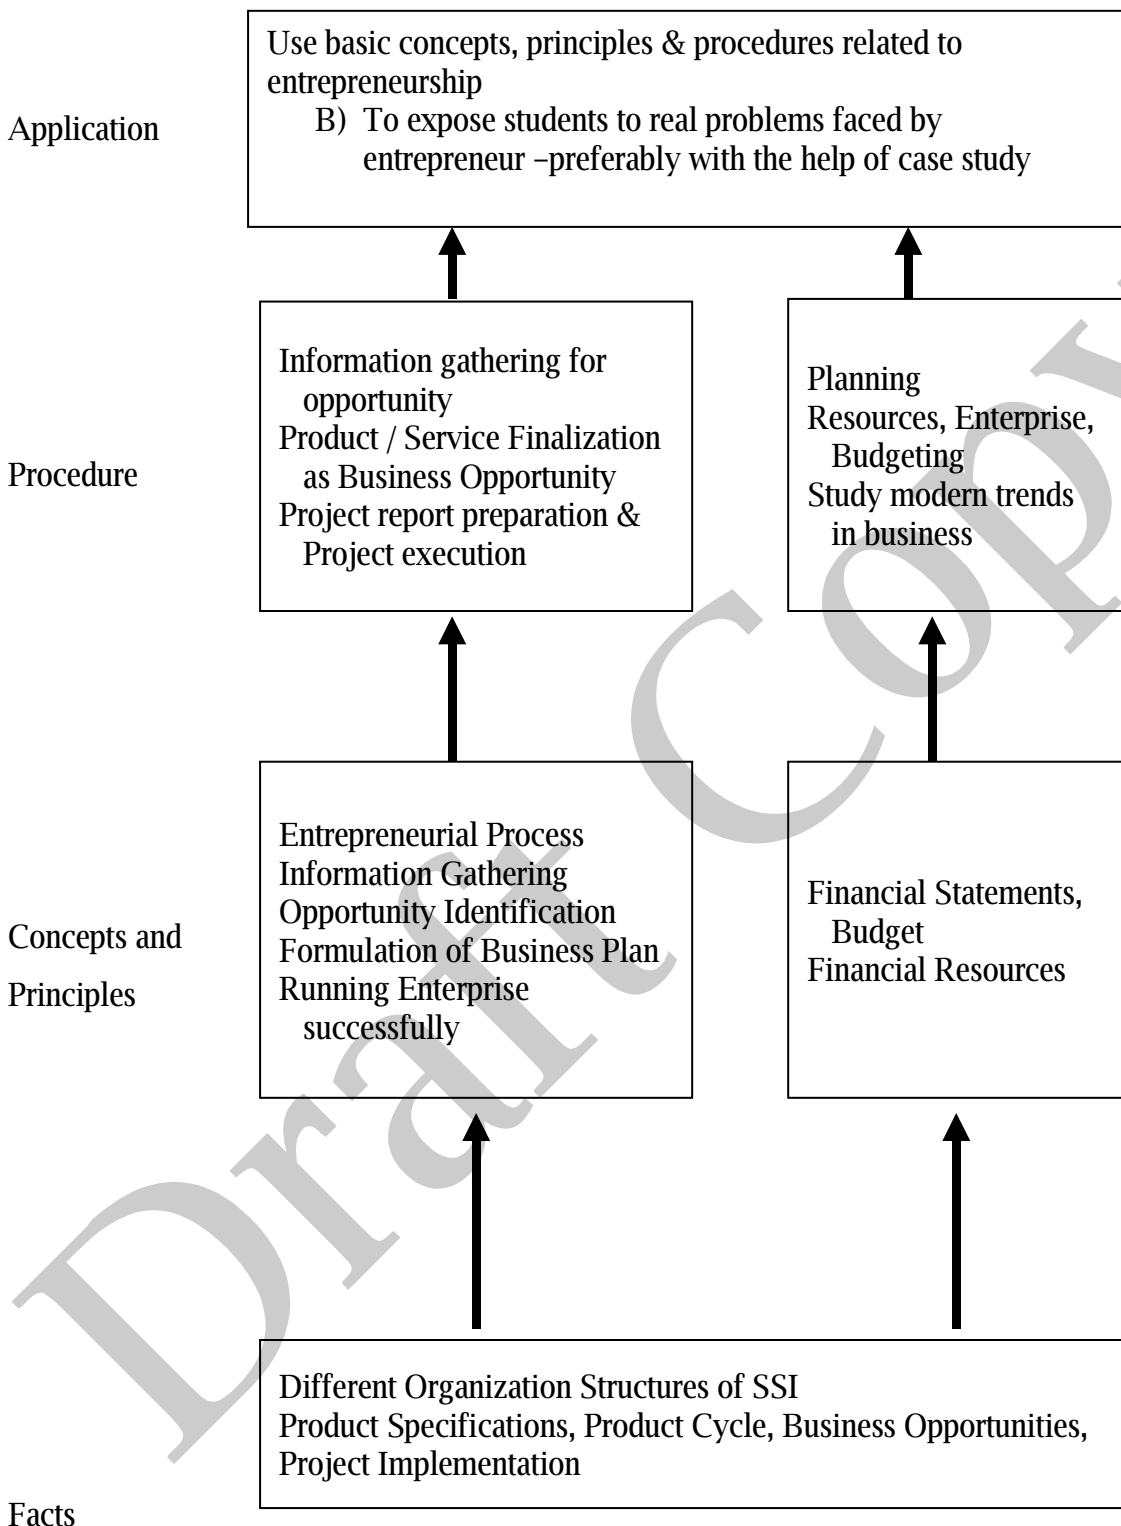 Use basic concepts, principles & procedures related to
entrepreneurship
B) To expose students to real problems faced by
entrepreneur –preferably with the help of case study
Application
Information gathering for
opportunity
Product / Service Finalization
as Business Opportunity
Project report preparation &
Project execution
Planning
Resources, Enterprise,
Budgeting
Study modern trends
in business
Procedure
Entrepreneurial Process
Information Gathering
Opportunity Identification
Formulation of Business Plan
Running Enterprise
successfully
Financial Statements,
Budget
Financial Resources
Concepts and
Principles
Different Organization Structures of SSI
Product Specifications, Product Cycle, Business Opportunities,
Project Implementation
Facts
Draft Copy